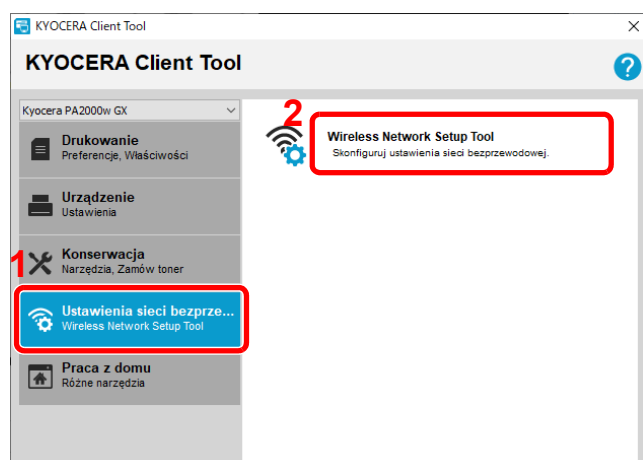 KYOCERA Client Tool
KYOCERA Client Tool
?
Kyocera PA2000w GX
Drukowanie
Preferencje, Właściwości
Urządzenie
Ustawienia
1
Konserwacja
Narzędzia, Zamów toner
Ustawienia sieci bezprze...
Wireless Network Setup Tool
Praca z domu
Różne narzędzia
2
Wireless Network Setup Tool
Skonfiguruj ustawienia sieci bezprzewodowej.